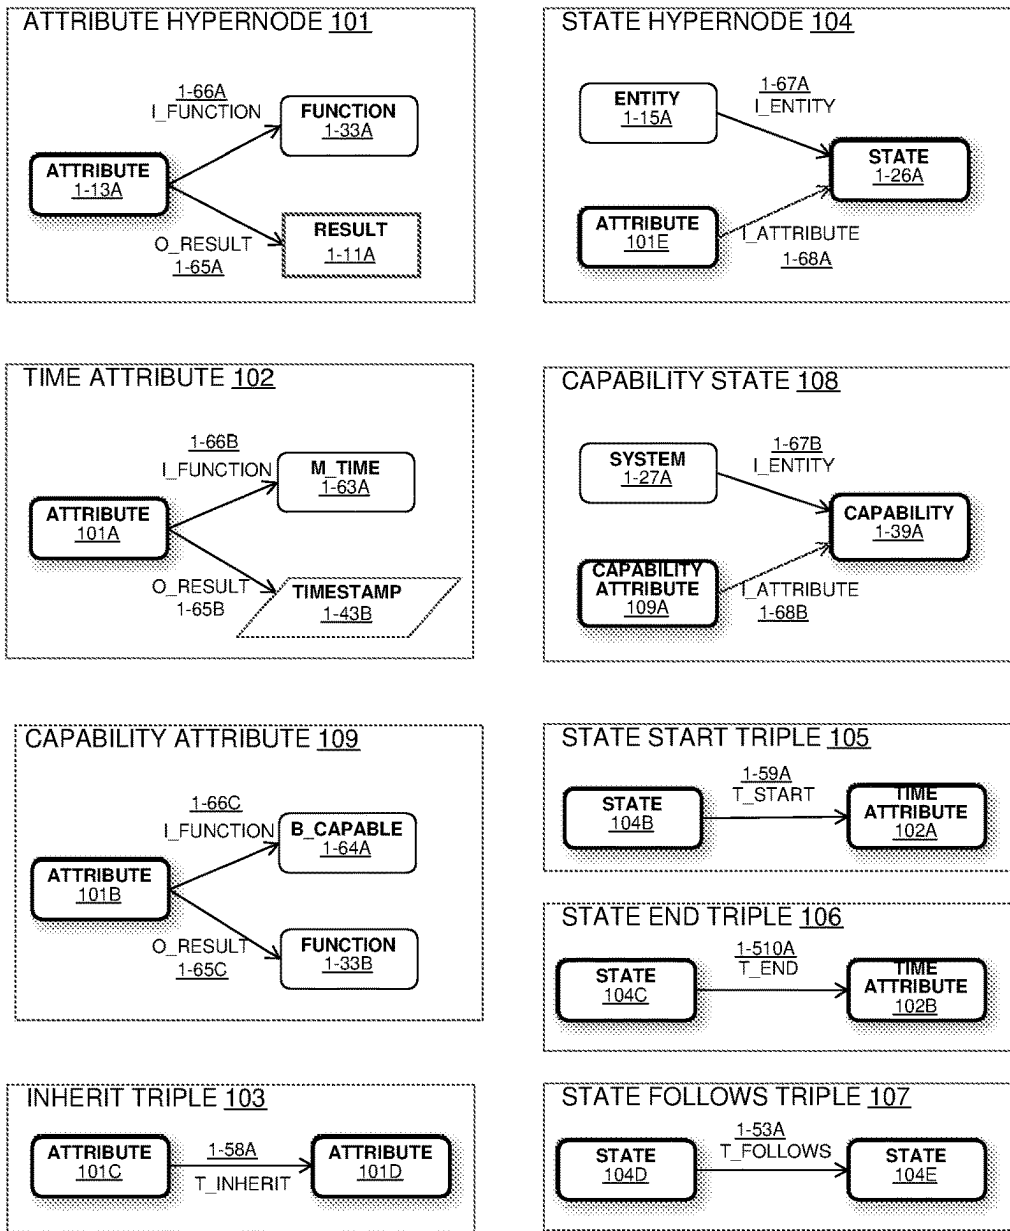 ATTRIBUTE HYPERNODE 101
1-66A
I_FUNCTION
FUNCTION
1-33A
ATTRIBUTE
1-13A
O_RESULT
1-65A
RESULT
1-11A
STATE HYPERNODE 104
ENTITY
1-15A
1-67A
I_ENTITY
STATE
1-26A
ATTRIBUTE
101E
I_ATTRIBUTE
1-68A
TIME ATTRIBUTE 102
1-66B
I_FUNCTION
M_TIME
1-63A
ATTRIBUTE
101A
O_RESULT
1-65B
TIMESTAMP
1-43B
CAPABILITY STATE 108
SYSTEM
1-27A
1-67B
I_ENTITY
CAPABILITY
1-39A
CAPABILITY
ATTRIBUTE
109A
I_ATTRIBUTE
1-68B
CAPABILITY ATTRIBUTE 109
1-66C
I_FUNCTION
B_CAPABLE
1-64A
ATTRIBUTE
101B
O_RESULT
1-65C
FUNCTION
1-33B
STATE START TRIPLE 105
STATE
104B
1-59A
T_START
TIME
ATTRIBUTE
102A
STATE END TRIPLE 106
STATE
104C
1-510A
T_END
TIME
ATTRIBUTE
102B
INHERIT TRIPLE 103
ATTRIBUTE
101C
1-58A
T_INHERIT
ATTRIBUTE
101D
STATE FOLLOWS TRIPLE 107
STATE
104D
1-53A
T_FOLLOWS
STATE
104E